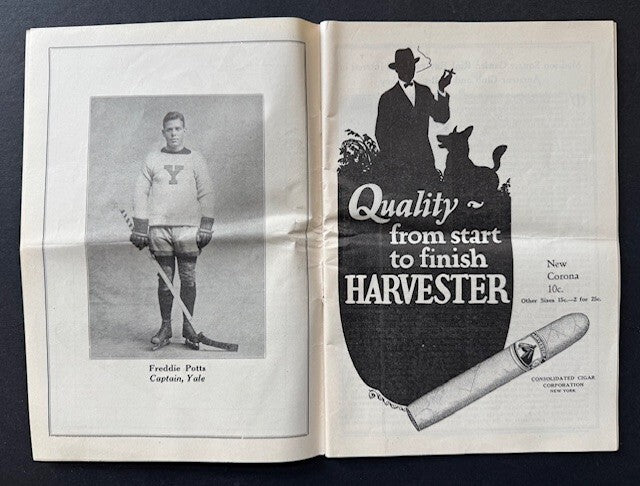 Y
Freddie Potts
Captain, Yale
Quality ~
from start
to finish
HARVESTER
New
Corona
10c.
Other Sizes 15c.—2 for 25c.
CONSOLIDATED CIGAR
CORPORATION
NEW YORK